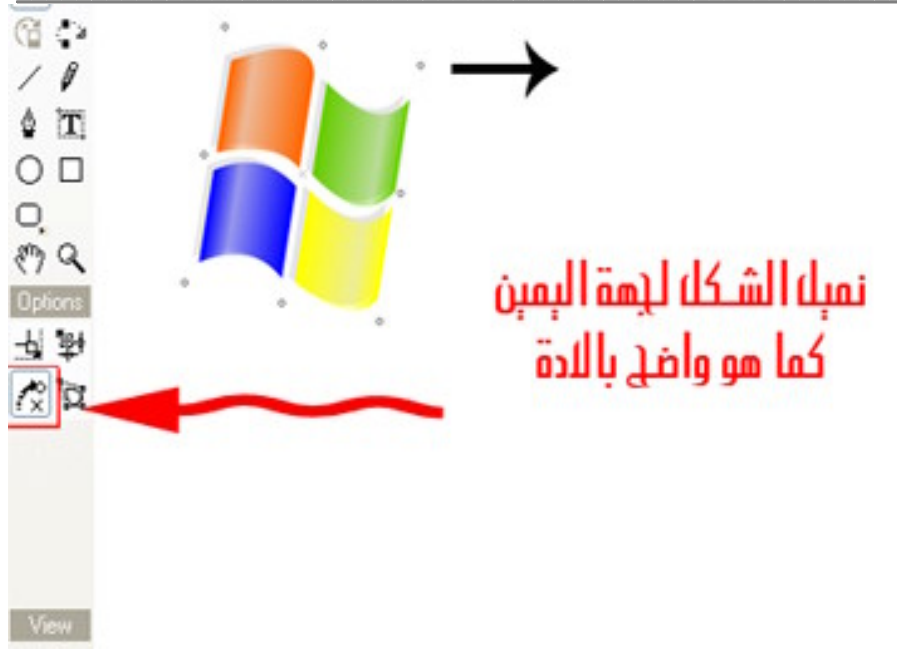 Options
View
نميل الشكل لجهة اليمين
كما هو واضح بالادة